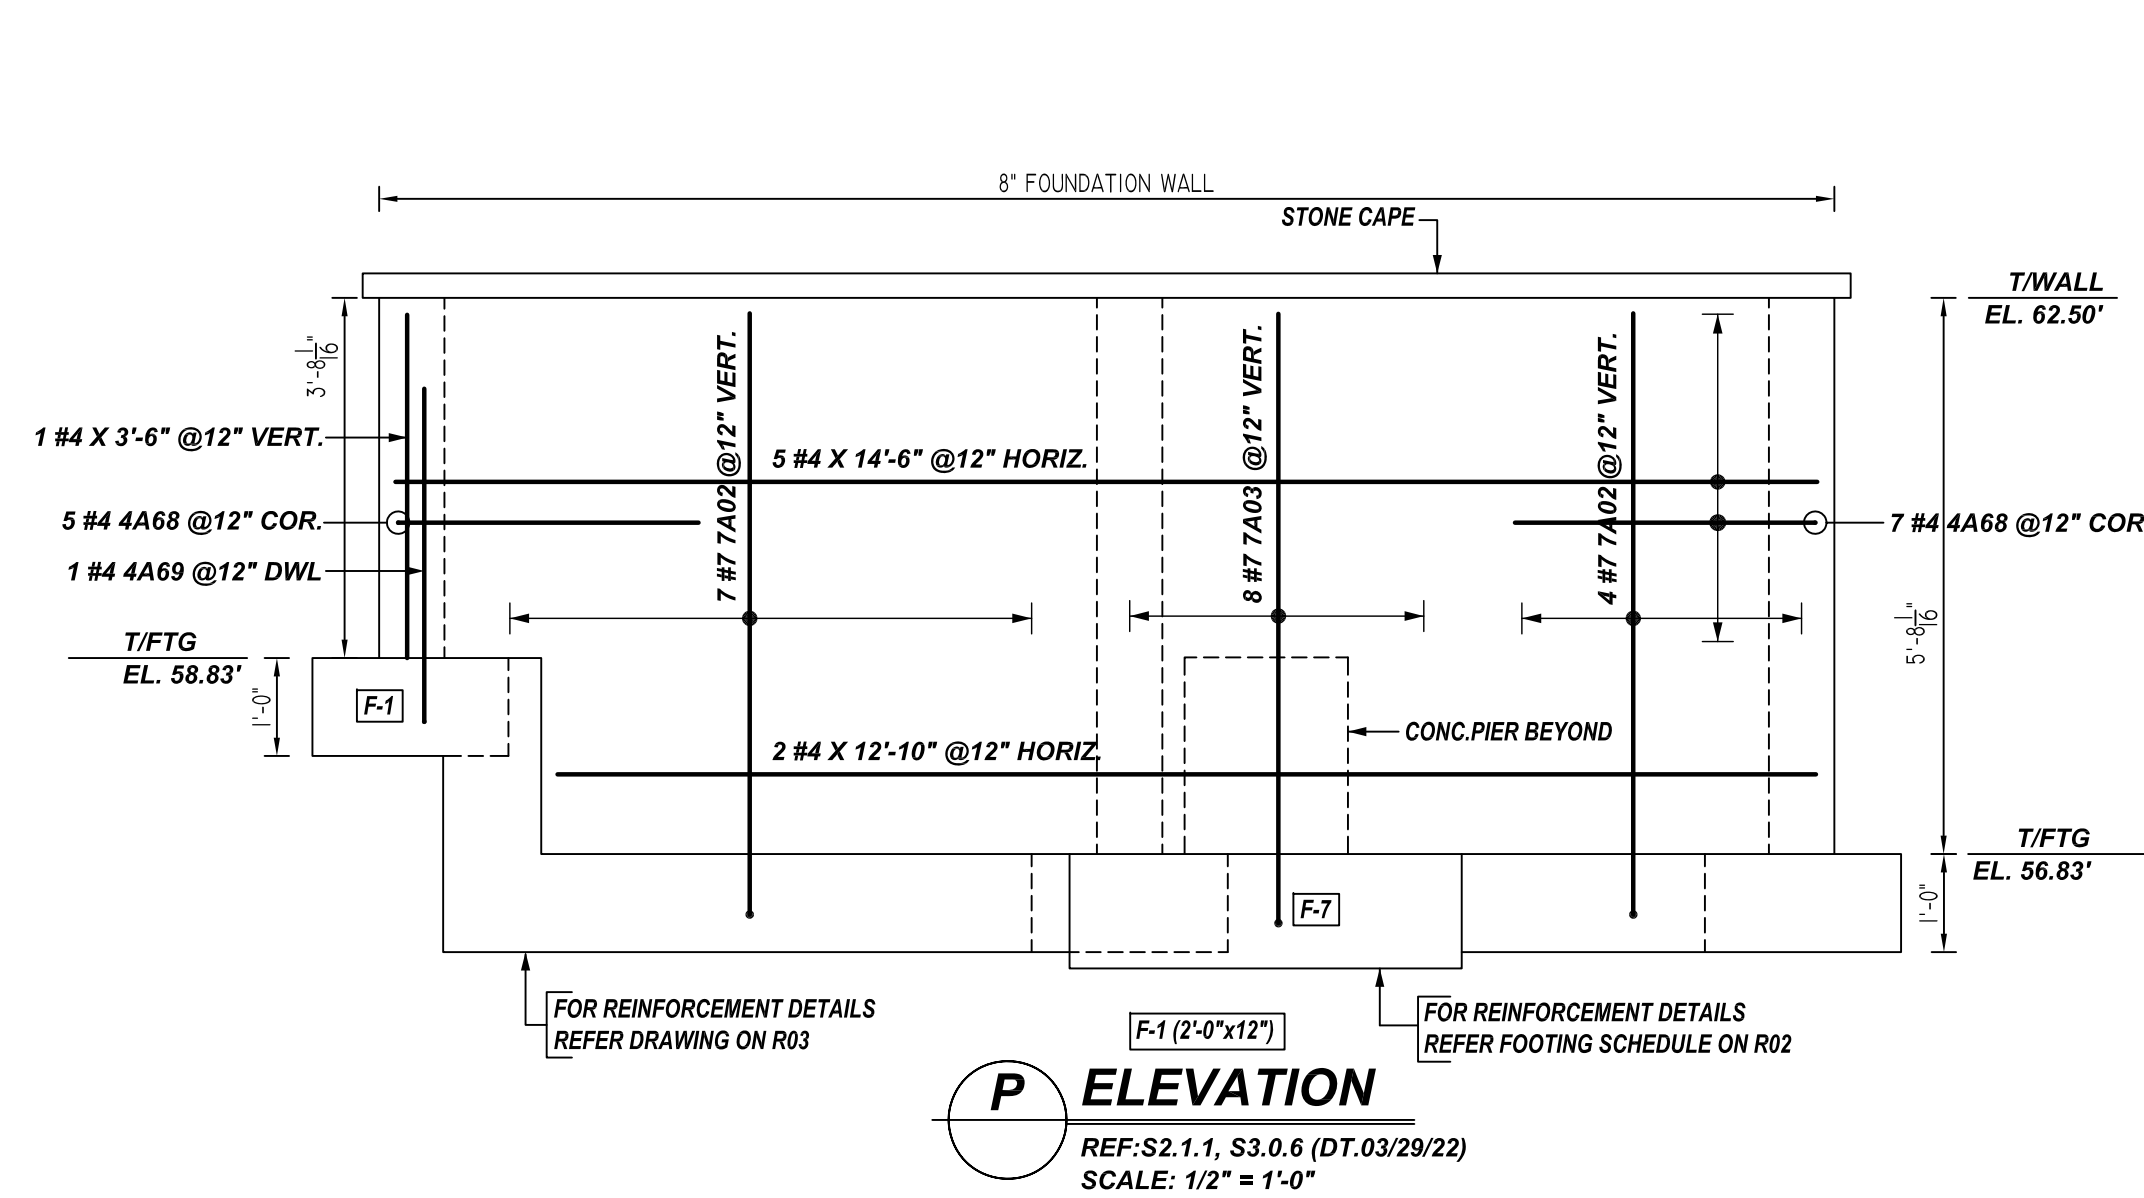 8" FOUNDATION WALL
STONE CAPE
T/WALL
EL. 62.50'
3'-8 1/16"
7 #7 7A02 @12" VERT.
8 #7 7A03 @12" VERT.
4 #7 7A02 @12" VERT.
1 #4 X 3'-6" @12" VERT.
5 #4 X 14'-6" @12" HORIZ.
5 #4 4A68 @12" COR.
7 #4 4A68 @12" COR
1 #4 4A69 @12" DWL
T/FTG
EL. 58.83'
1'-0"
F-1
5'-8 1/16"
CONC.PIER BEYOND
2 #4 X 12'-10" @12" HORIZ.
T/FTG
EL. 56.83'
1'-0"
F-7
FOR REINFORCEMENT DETAILS
REFER DRAWING ON R03
FOR REINFORCEMENT DETAILS
REFER FOOTING SCHEDULE ON R02
F-1 (2'-0"x12")
P
ELEVATION
REF:S2.1.1, S3.0.6 (DT.03/29/22)
SCALE: 1/2" = 1'-0"